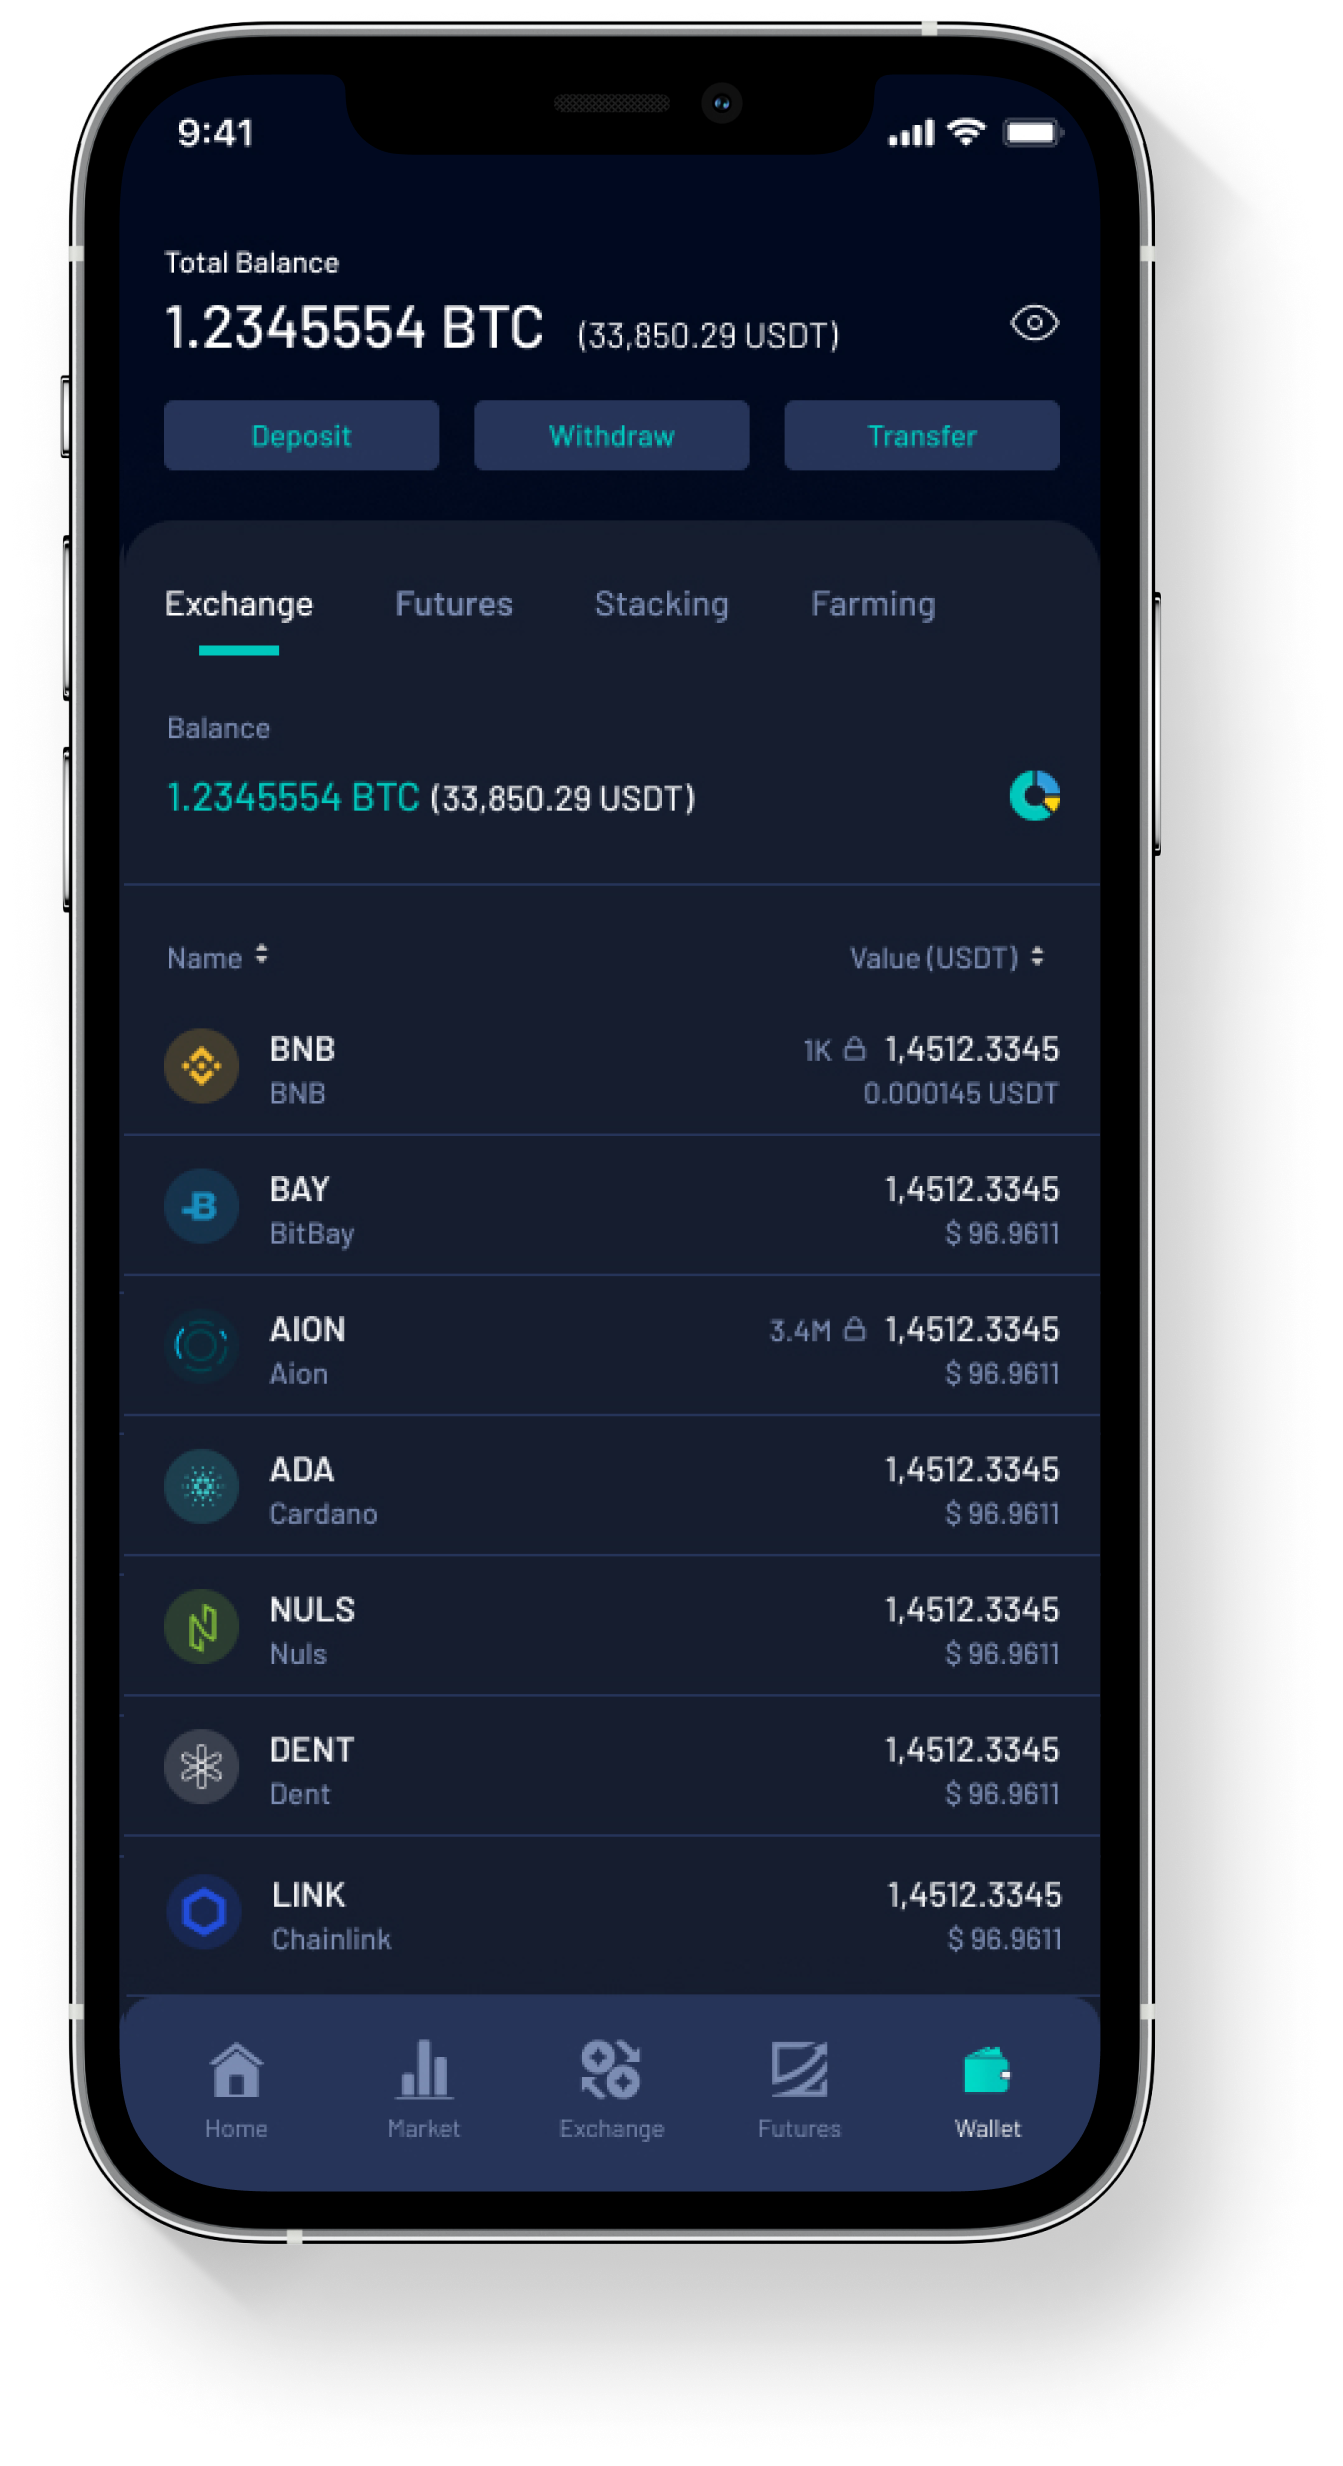 9:41
Total Balance
1.2345554 BTC (33,850.29 USDT)
Deposit Withdraw Transfer
Exchange Futures Stacking Farming
Balance
1.2345554 BTC (33,850.29 USDT)
Name Value (USDT)
BNB 1K 1,4512.3345
BNB 0.000145 USDT
BAY 1,4512.3345
BitBay $ 96.9611
AION 3.4M 1,4512.3345
Aion $ 96.9611
ADA 1,4512.3345
Cardano $ 96.9611
NULS 1,4512.3345
Nuls $ 96.9611
DENT 1,4512.3345
Dent $ 96.9611
LINK 1,4512.3345
Chainlink $ 96.9611
Home Market Exchange Futures Wallet